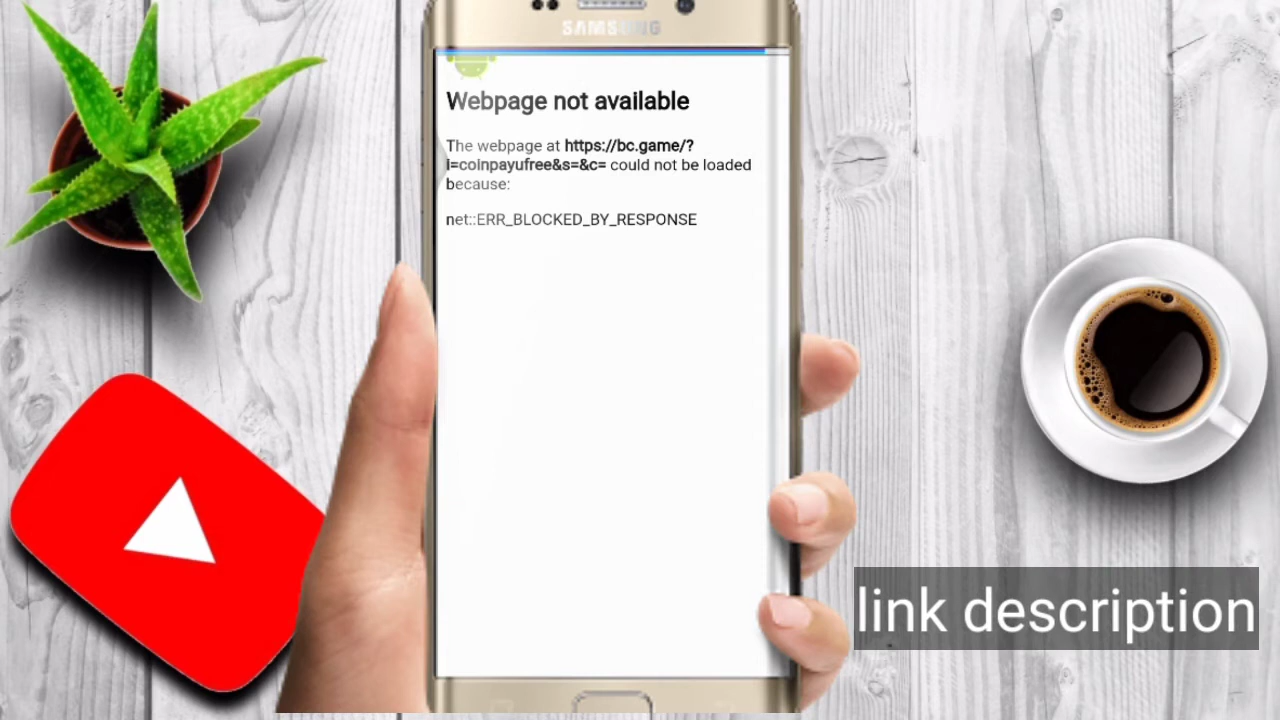 SAMSUNG
Webpage not available
The webpage at https://bc.game/?
i=coinpayufree&s=&c= could not be loaded
because:
net::ERR_BLOCKED_BY_RESPONSE
link description